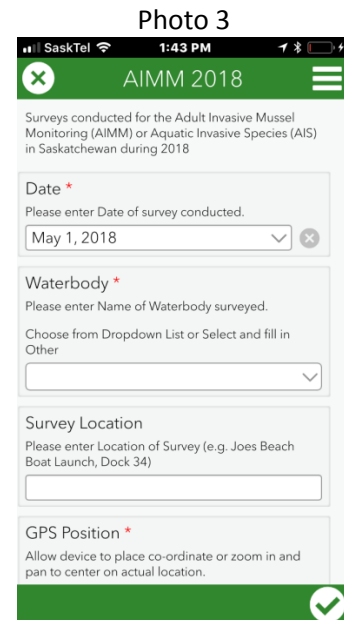 Photo 3
SaskTel 1:43 PM
AIMM 2018
Surveys conducted for the Adult Invasive Mussel
Monitoring (AIMM) or Aquatic Invasive Species (AIS)
in Saskatchewan during 2018
Date *
Please enter Date of survey conducted.
May 1, 2018
Waterbody *
Please enter Name of Waterbody surveyed.
Choose from Dropdown List or Select and fill in
Other
Survey Location
Please enter Location of Survey (e.g. Joes Beach
Boat Launch, Dock 34)
GPS Position *
Allow device to place co-ordinate or zoom in and
pan to center on actual location.